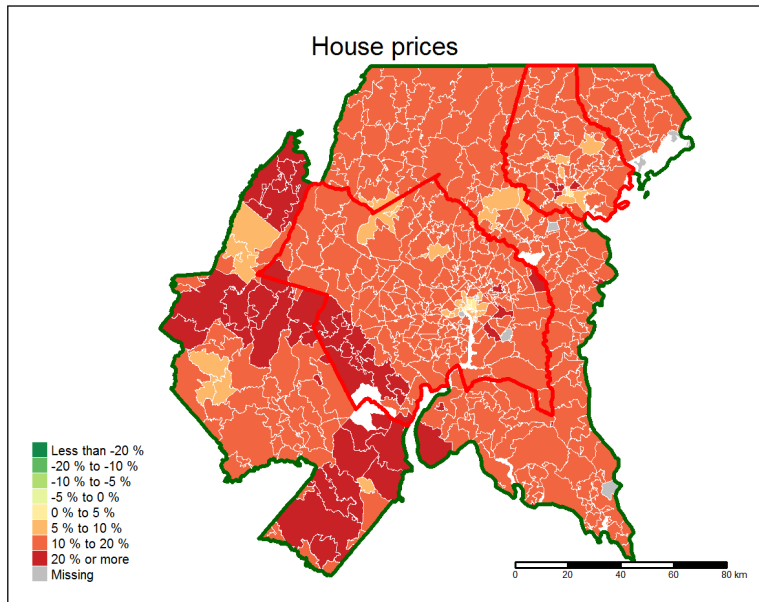 House prices
Less than -20 %
-20 % to -10 %
-10 % to -5 %
-5 % to 0 %
0 % to 5 %
5 % to 10 %
10 % to 20 %
20 % or more
Missing
0 20 40 60 80 km